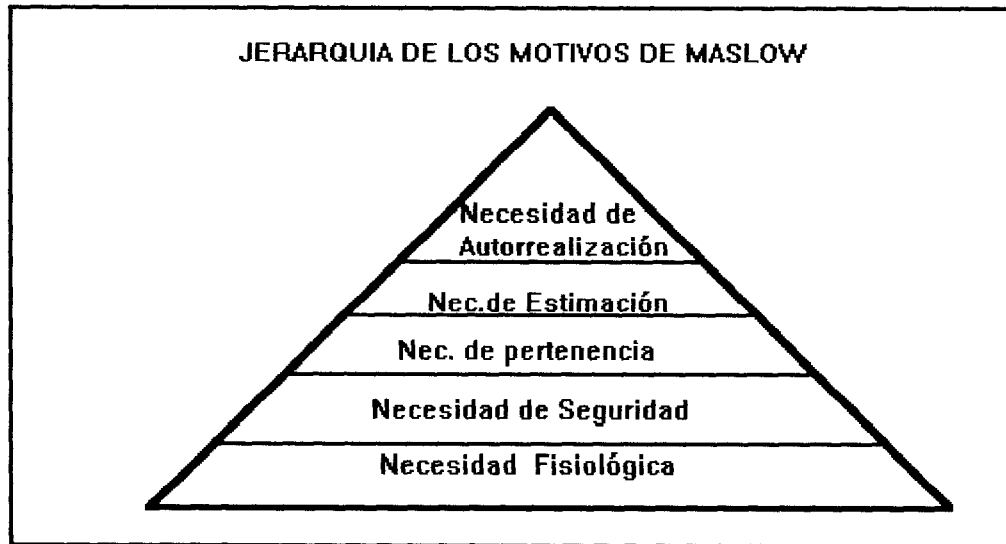 JERARQUIA DE LOS MOTIVOS DE MASLOW
Necesidad de
Autorrealización
Nec.de Estimación
Nec. de pertenencia
Necesidad de Seguridad
Necesidad Fisiológica